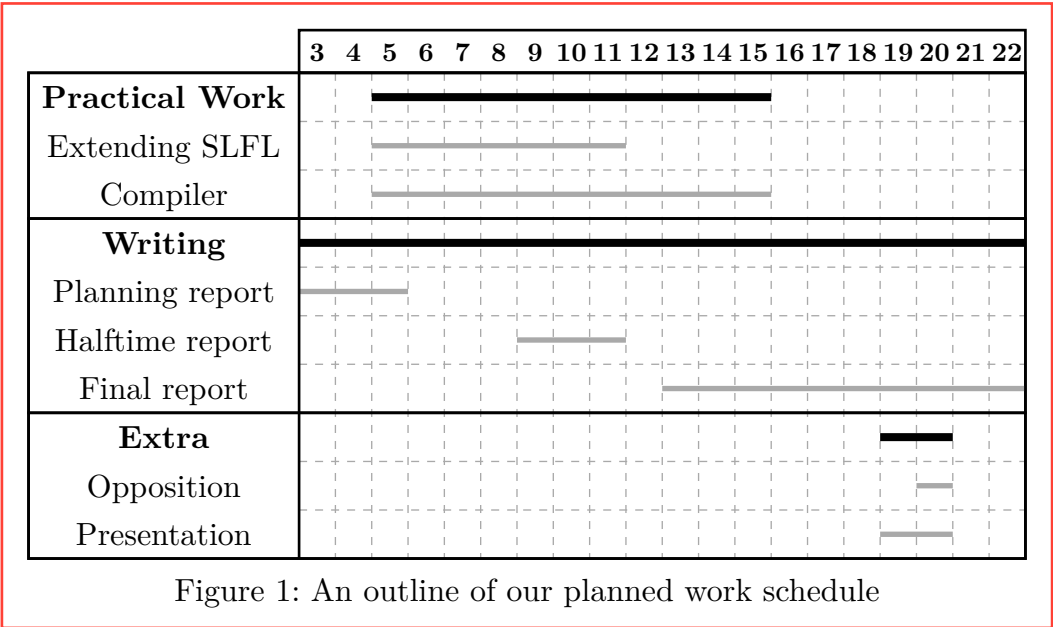 3 4 5 6 7 8 9 10 11 12 13 14 15 16 17 18 19 20 21 22
Practical Work
Extending SLFL
Compiler
Writing
Planning report
Halftime report
Final report
Extra
Opposition
Presentation
Figure 1: An outline of our planned work schedule